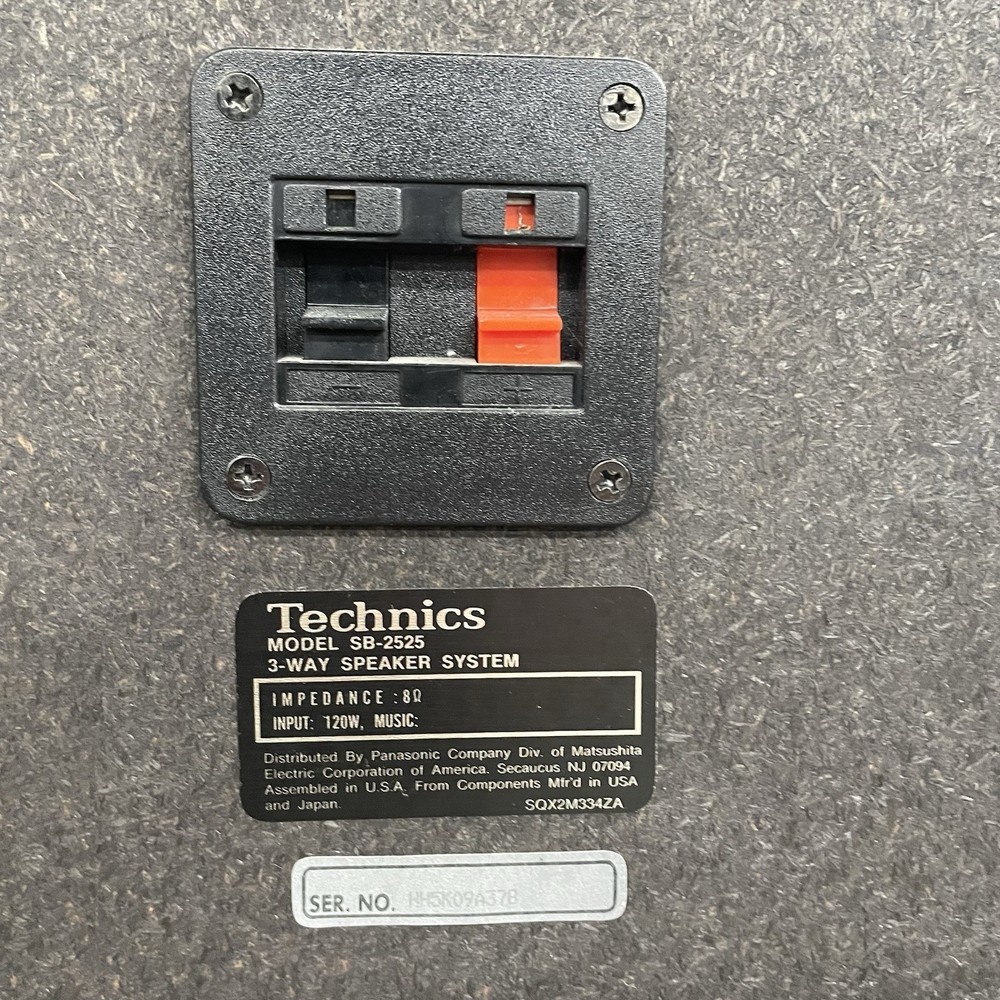 −
+
Technics
MODEL SB-2525
3-WAY SPEAKER SYSTEM
IMPEDANCE :8Ω
INPUT: 120W, MUSIC:
Distributed By Panasonic Company Div. of Matsushita
Electric Corporation of America. Secaucus NJ 07094
Assembled in U.S.A. From Components Mfr'd in USA
and Japan.
SQX2M334ZA
SER. NO.